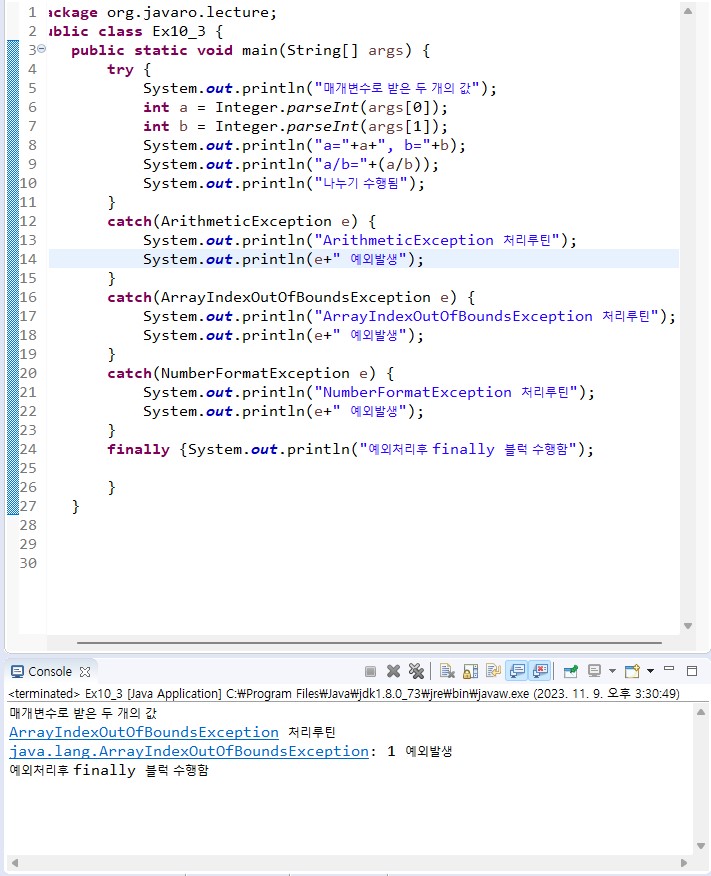 1 ackage org.javaro.lecture;
2 ublic class Ex10_3 {
3 public static void main(String[] args) {
4 try {
5 System.out.println("매개변수로 받은 두 개의 값");
6 int a = Integer.parseInt(args[0]);
7 int b = Integer.parseInt(args[1]);
8 System.out.println("a="+a+", b="+b);
9 System.out.println("a/b="+(a/b));
10 System.out.println("나누기 수행됨");
11 }
12 catch(ArithmeticException e) {
13 System.out.println("ArithmeticException 처리루틴");
14 System.out.println(e+" 예외발생");
15 }
16 catch(ArrayIndexOutOfBoundsException e) {
17 System.out.println("ArrayIndexOutOfBoundsException 처리루틴");
18 System.out.println(e+" 예외발생");
19 }
20 catch(NumberFormatException e) {
21 System.out.println("NumberFormatException 처리루틴");
22 System.out.println(e+" 예외발생");
23 }
24 finally {System.out.println("예외처리후 finally 블럭 수행함");
25
26 }
27 }
28
29
30
Console
<terminated> Ex10_3 [Java Application] C:₩Program Files₩Java₩jdk1.8.0_73₩jre₩bin₩javaw.exe (2023. 11. 9. 오후 3:30:49)
매개변수로 받은 두 개의 값
ArrayIndexOutOfBoundsException 처리루틴
java.lang.ArrayIndexOutOfBoundsException: 1 예외발생
예외처리후 finally 블럭 수행함